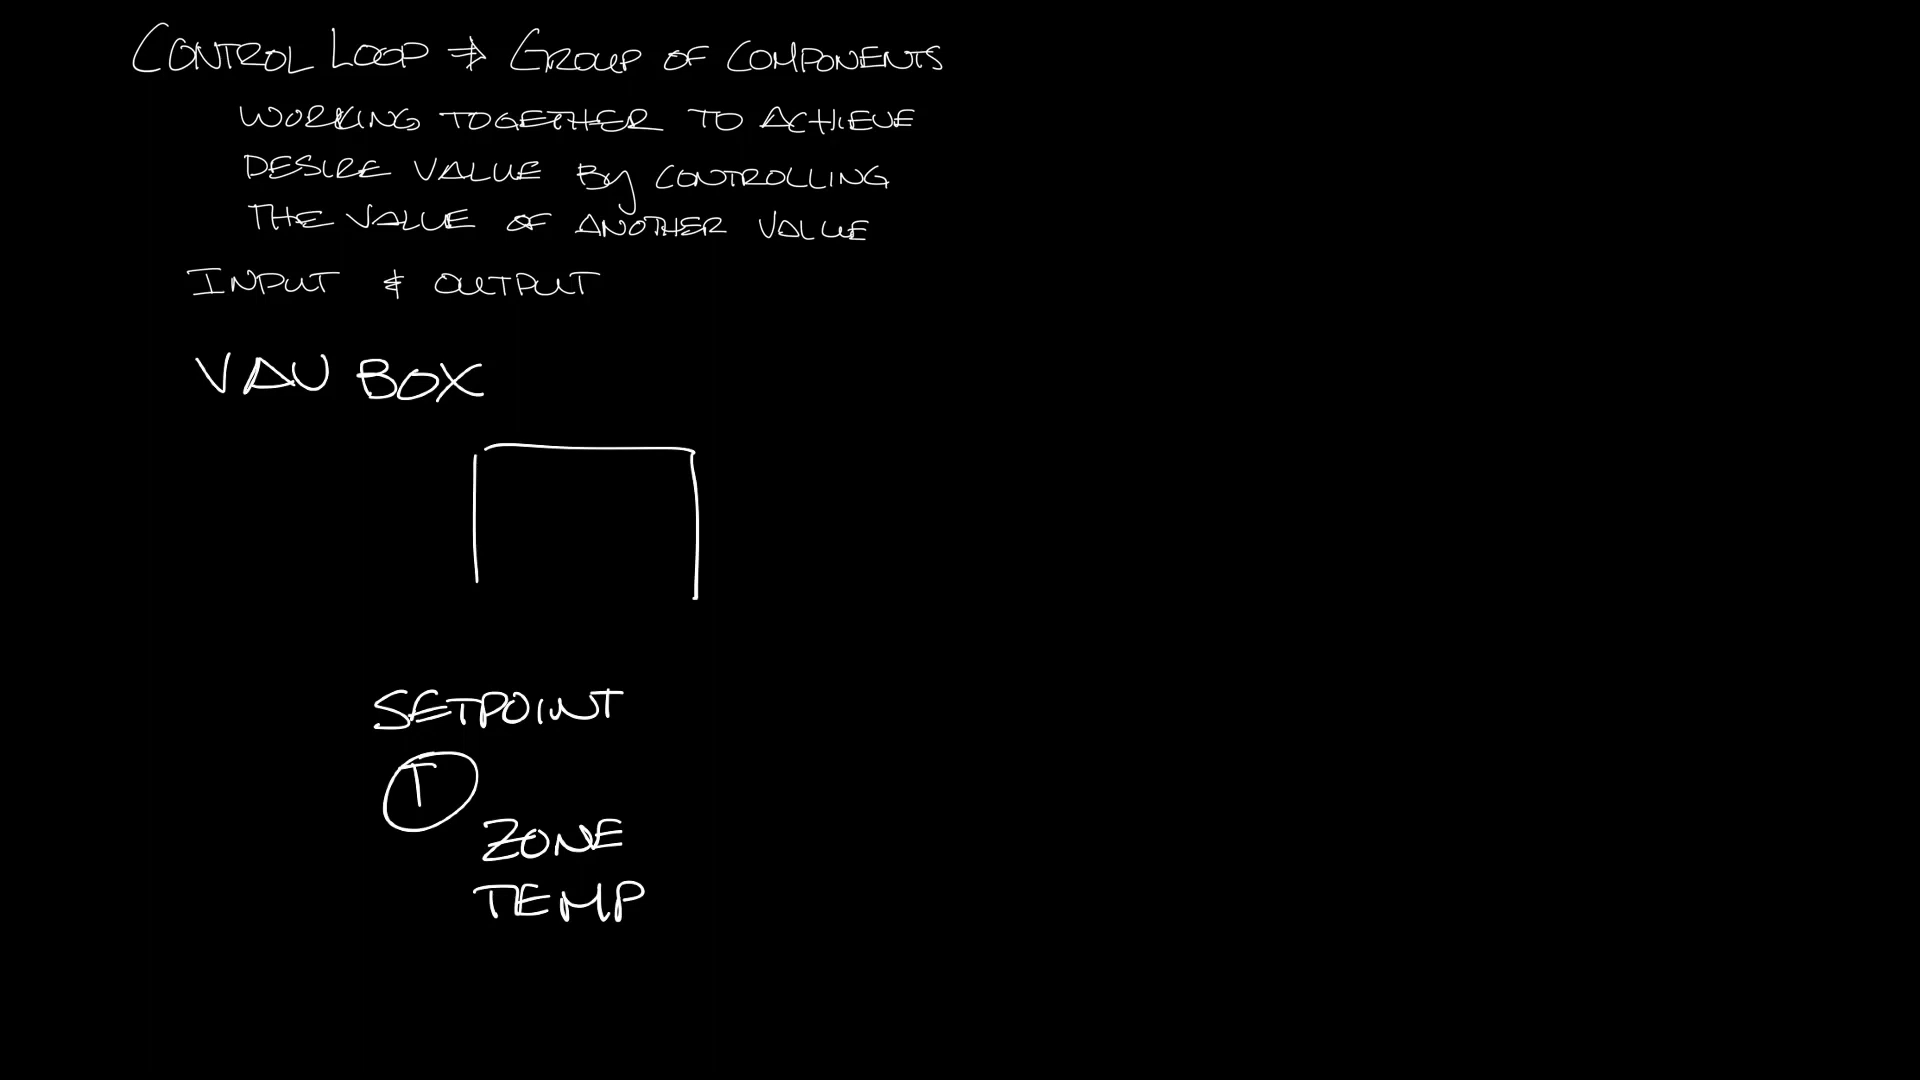 CONTROL LOOP ⇒ GROUP OF COMPONENTS
WORKING TOGETHER TO ACHIEVE
DESIRE VALUE By CONTROLLING
THE VALUE OF ANOTHER VALUE
INPUT & OUTPUT
VAV BOX
SETPOINT
T
ZONE
TEMP